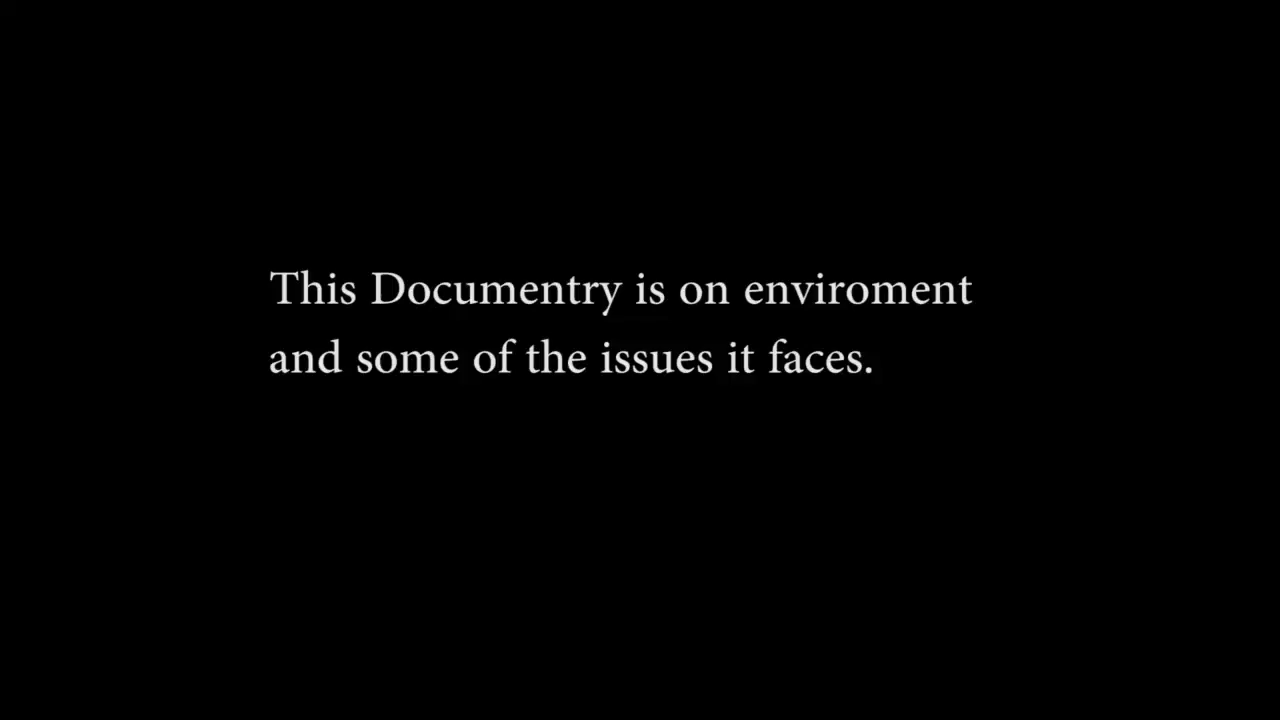 This Documentry is on enviroment
and some of the issues it faces.